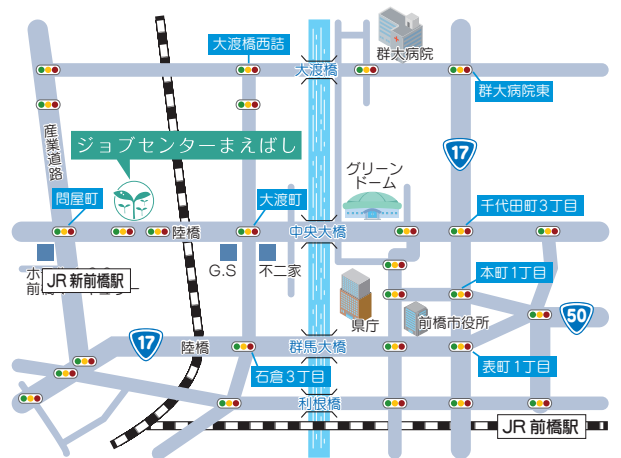 大渡橋西詰
群大病院
大渡橋
群大病院東
産業道路
ジョブセンターまえばし
17
グリーン
ドーム
問屋町
大渡町
千代田町3丁目
陸橋
中央大橋
G.S
不二家
本町1丁目
JR 新前橋駅
前橋
県庁
前橋市役所
50
17
陸橋
群馬大橋
表町1丁目
石倉3丁目
利根橋
JR 前橋駅